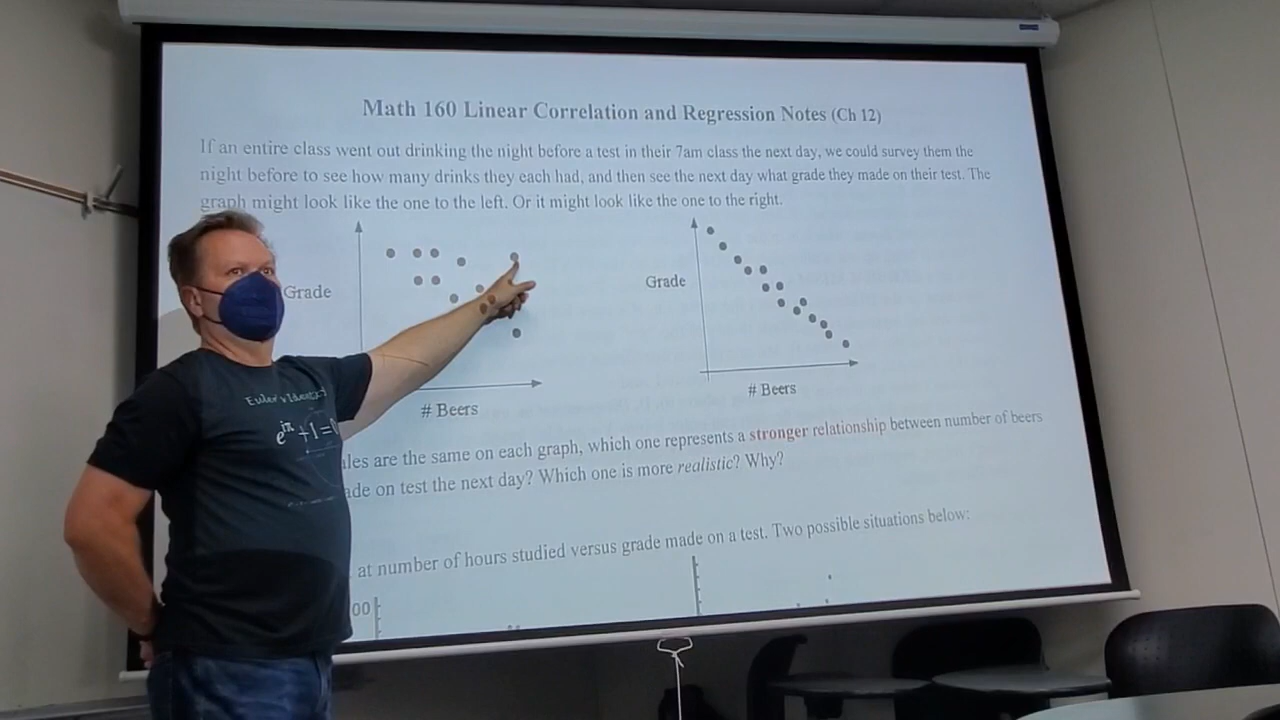 Math 160 Linear Correlation and Regression Notes (Ch 12)
If an entire class went out drinking the night before a test in their 7am class the next day, we could survey them the
night before to see how many drinks they each had, and then see the next day what grade they made on their test. The
graph might look like the one to the left. Or it might look like the one to the right.
Grade
# Beers
Grade
# Beers
are the same on each graph, which one represents a stronger relationship between number of beers
on test the next day? Which one is more realistic? Why?
at number of hours studied versus grade made on a test. Two possible situations below:
00
Euler's Identity
e^iπ + 1 =